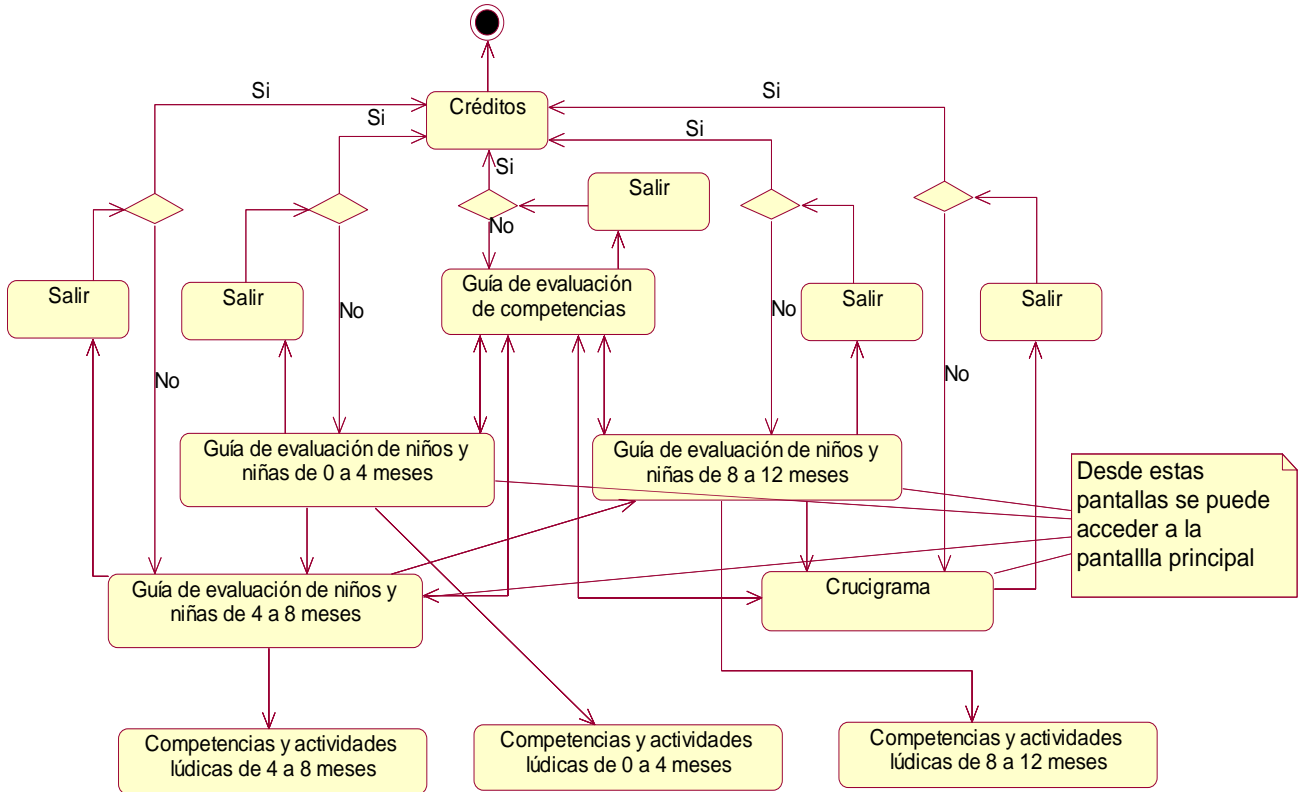 Si
Si
Créditos
Si
Si
Si
Salir
No
Salir
Salir
Guía de evaluación
de competencias
Salir
Salir
No
No
No
No
Guía de evaluación de niños y
niñas de 0 a 4 meses
Guía de evaluación de niños y
niñas de 8 a 12 meses
Desde estas
pantallas se puede
acceder a la
pantallla principal
Guía de evaluación de niños y
niñas de 4 a 8 meses
Crucigrama
Competencias y actividades
lúdicas de 4 a 8 meses
Competencias y actividades
lúdicas de 0 a 4 meses
Competencias y actividades
lúdicas de 8 a 12 meses